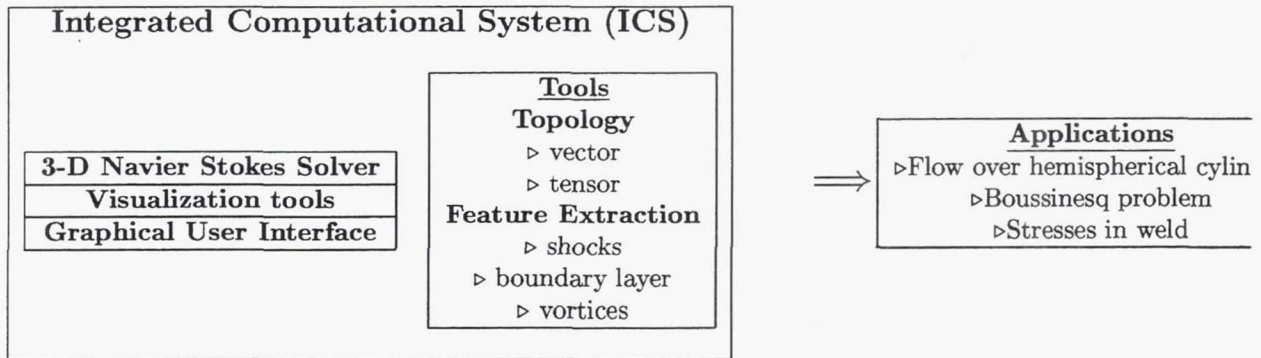 Integrated Computational System (ICS)
3-D Navier Stokes Solver
Visualization tools
Graphical User Interface
Tools
Topology
▹ vector
▹ tensor
Feature Extraction
▹ shocks
▹ boundary layer
▹ vortices
⟹
Applications
▹Flow over hemispherical cylin
▹Boussinesq problem
▹Stresses in weld